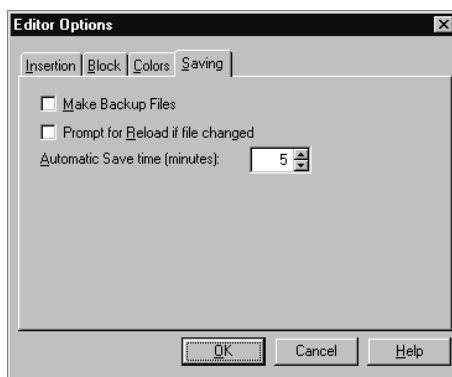 Editor Options
Insertion Block Colors Saving
Make Backup Files
Prompt for Reload if file changed
Automatic Save time (minutes): 5
OK Cancel Help